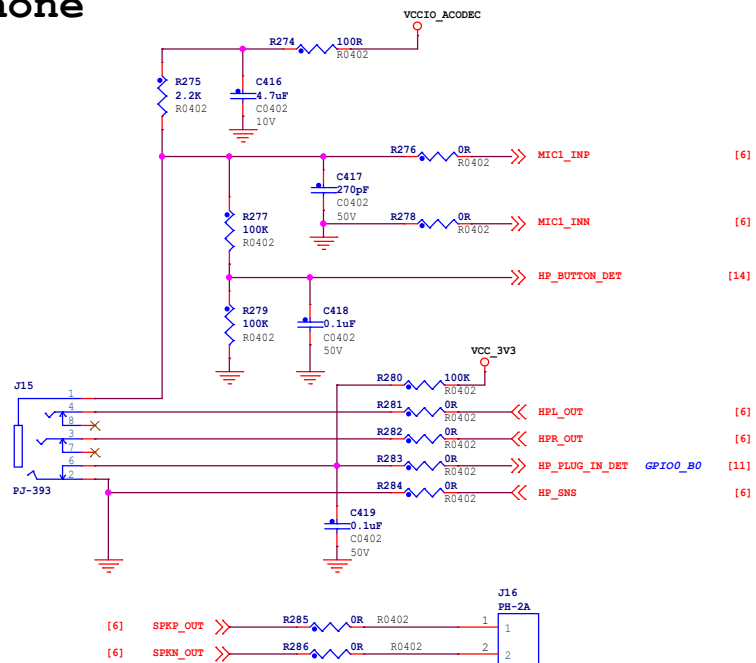 none
VCCIO_ACODEC
R274 100R
R0402
R275
2.2K
R0402
C416
4.7uF
C0402
10V
R276 0R
R0402
MIC1_INP [6]
C417
270pF
C0402
50V
R277
100K
R0402
R278 0R
R0402
MIC1_INN [6]
HP_BUTTON_DET [14]
R279
100K
R0402
C418
0.1uF
C0402
50V
VCC_3V3
R280 100K
R0402
J15
1
4
8
3
7
6
2
PJ-393
R281 0R
R0402
HPL_OUT [6]
R282 0R
R0402
HPR_OUT [6]
R283 0R
R0402
HP_PLUG_IN_DET GPIO0_B0 [11]
R284 0R
R0402
HP_SNS [6]
C419
0.1uF
C0402
50V
J16
PH-2A
[6] SPKP_OUT R285 0R R0402 1 1
[6] SPKN_OUT R286 0R R0402 2 2